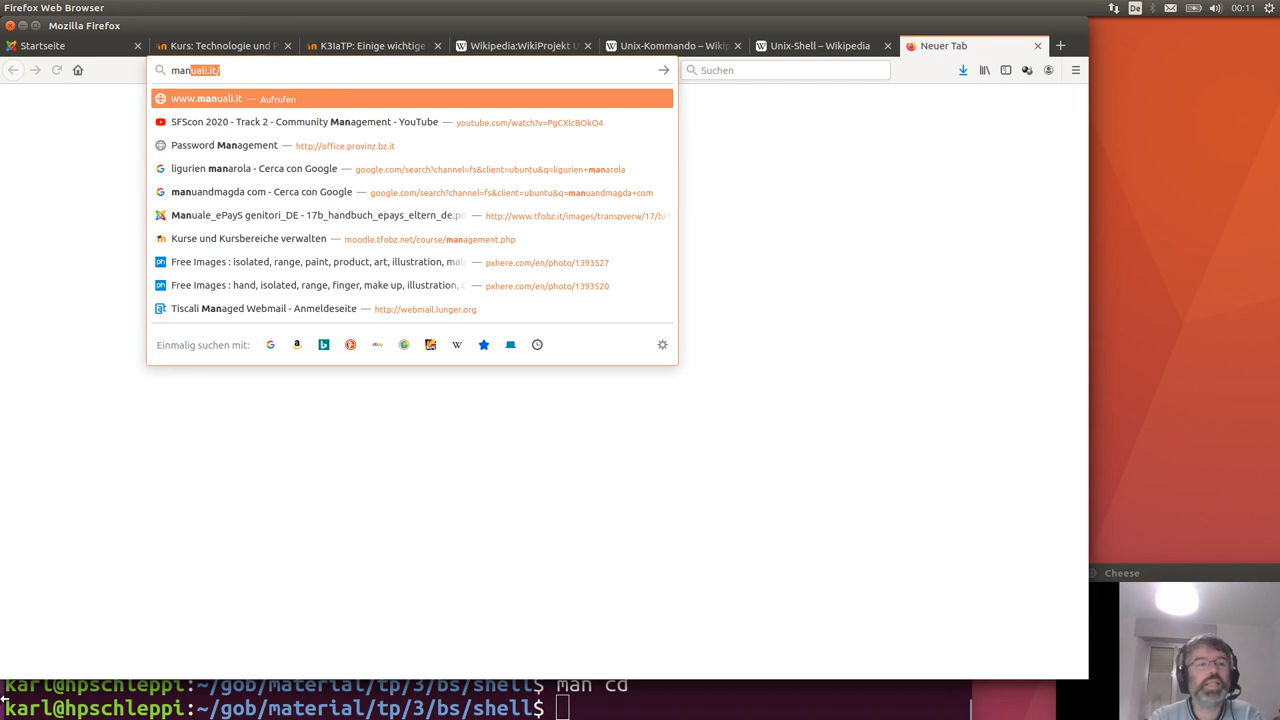 Firefox Web Browser
De
00:11
Mozilla Firefox
Startseite
Kurs: Technologie und P
K3IaTP: Einige wichtige
Wikipedia:WikiProjekt U
Unix-Kommando – Wikip
Unix-Shell – Wikipedia
Neuer Tab
manuali.it/
Suchen
www.manuali.it — Aufrufen
SFScon 2020 - Track 2 - Community Management - YouTube — youtube.com/watch?v=PgCXlcBOkO4
Password Management — http://office.provinz.bz.it
ligurien manarola - Cerca con Google — google.com/search?channel=fs&client=ubuntu&q=ligurien+manarola
manuandmagda com - Cerca con Google — google.com/search?channel=fs&client=ubuntu&q=manuandmagda+com
Manuale_ePayS genitori_DE - 17b_handbuch_epays_eltern_de.pd — http://www.tfobz.it/images/transpverw/17/b/1
Kurse und Kursbereiche verwalten — moodle.tfobz.net/course/management.php
Free Images : isolated, range, paint, product, art, illustration, mal — pxhere.com/en/photo/1393527
Free Images : hand, isolated, range, finger, make up, illustration, c — pxhere.com/en/photo/1393520
Tiscali Managed Webmail - Anmeldeseite — http://webmail.lunger.org
Einmalig suchen mit:
Cheese
karl@hpschleppi:~/gob/material/tp/3/bs/shell$ man cd
karl@hpschleppi:~/gob/material/tp/3/bs/shell$